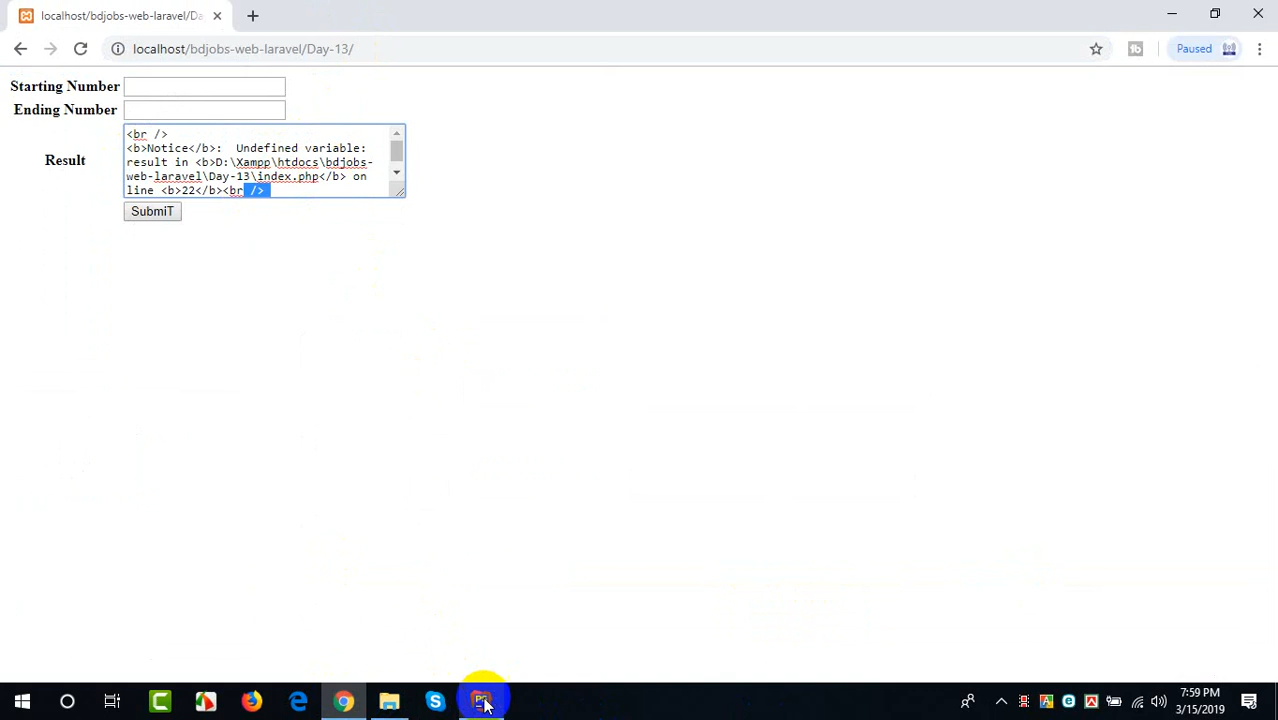 localhost/bdjobs-web-laravel/Da
localhost/bdjobs-web-laravel/Day-13/
Paused
Starting Number
Ending Number
Result
<br />
<b>Notice</b>:  Undefined variable:
result in <b>D:\Xampp\htdocs\bdjobs-
web-laravel\Day-13\index.php</b> on
line <b>22</b><br />
SubmiT
7:59 PM
3/15/2019